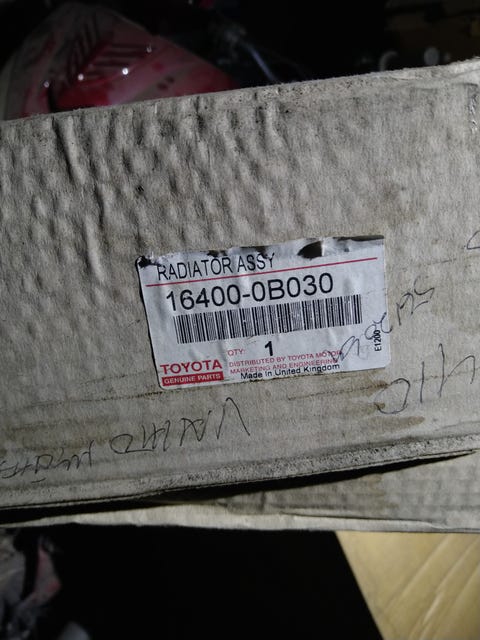 RADIATOR ASSY
16400-0B030
QTY: 1
DISTRIBUTED BY TOYOTA MOTOR
MARKETING AND ENGINEERING
Made in United Kingdom
TOYOTA
GENUINE PARTS
E1200